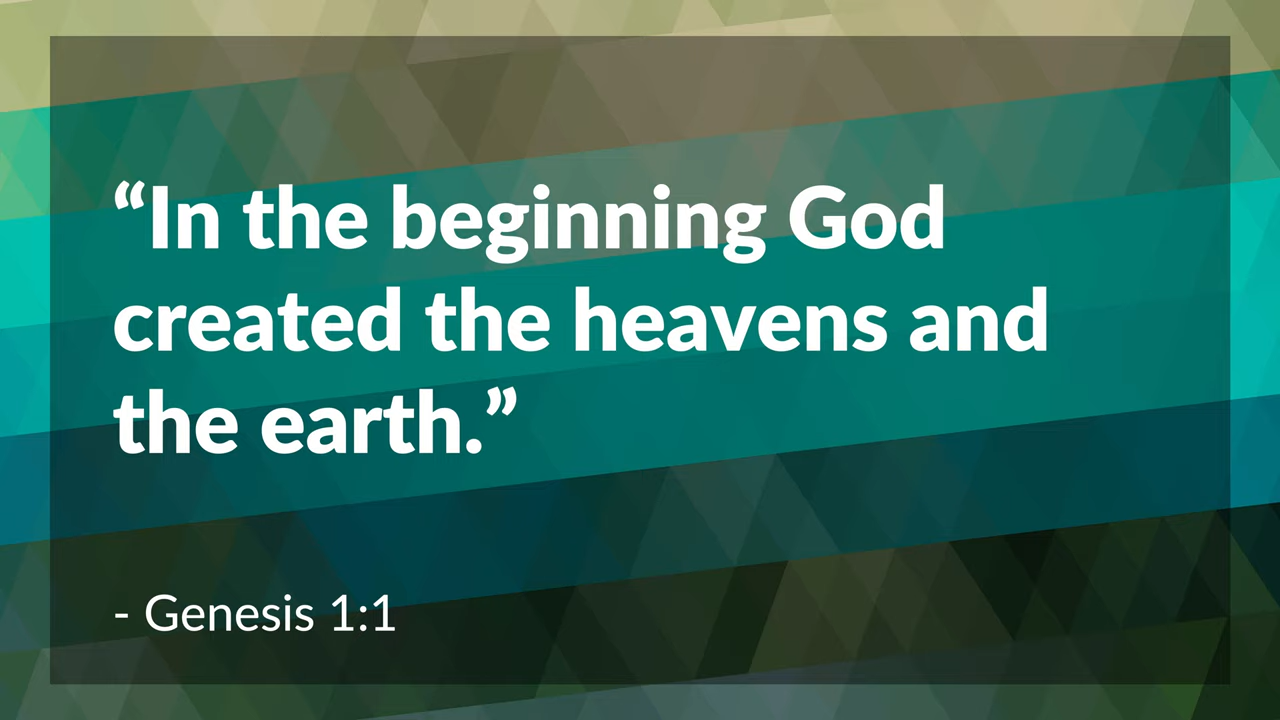 “In the beginning God
created the heavens and
the earth.”
- Genesis 1:1